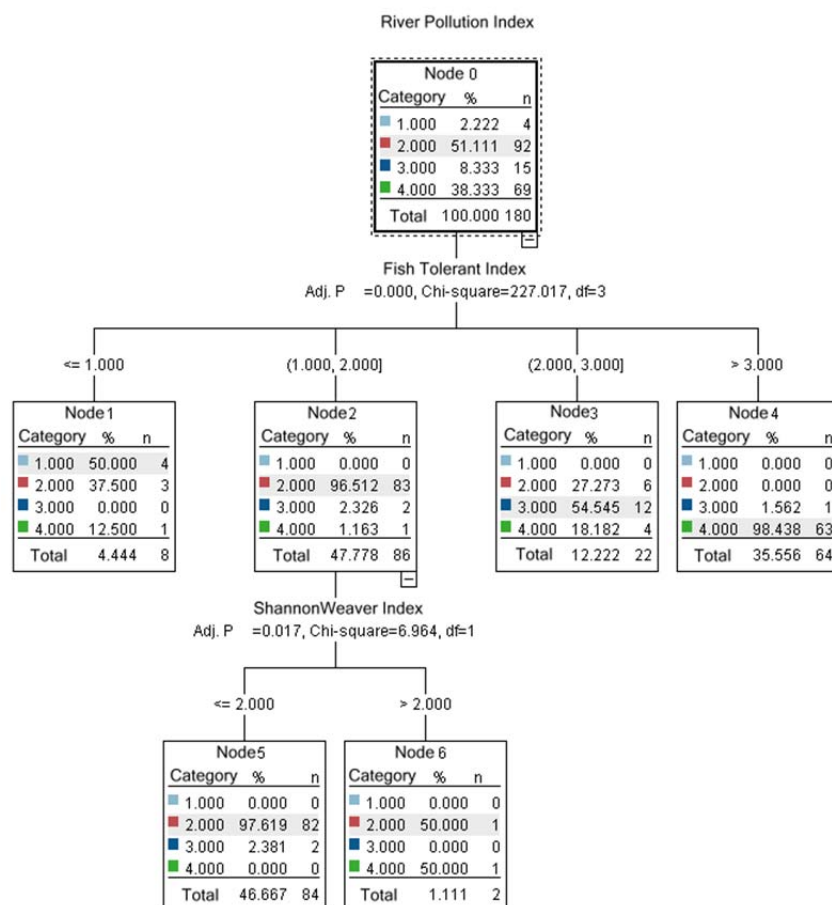 River Pollution Index
Node 0
Category % n
1.000 2.222 4
2.000 51.111 92
3.000 8.333 15
4.000 38.333 69
Total 100.000 180
Fish Tolerant Index
Adj. P =0.000, Chi-square=227.017, df=3
<= 1.000
(1.000, 2.000]
(2.000, 3.000]
> 3.000
Node1
Category % n
1.000 50.000 4
2.000 37.500 3
3.000 0.000 0
4.000 12.500 1
Total 4.444 8
Node2
Category % n
1.000 0.000 0
2.000 96.512 83
3.000 2.326 2
4.000 1.163 1
Total 47.778 86
Node3
Category % n
1.000 0.000 0
2.000 27.273 6
3.000 54.545 12
4.000 18.182 4
Total 12.222 22
Node 4
Category % n
1.000 0.000 0
2.000 0.000 0
3.000 1.562 1
4.000 98.438 63
Total 35.556 64
ShannonWeaver Index
Adj. P =0.017, Chi-square=6.964, df=1
<= 2.000
> 2.000
Node5
Category % n
1.000 0.000 0
2.000 97.619 82
3.000 2.381 2
4.000 0.000 0
Total 46.667 84
Node 6
Category % n
1.000 0.000 0
2.000 50.000 1
3.000 0.000 0
4.000 50.000 1
Total 1.111 2